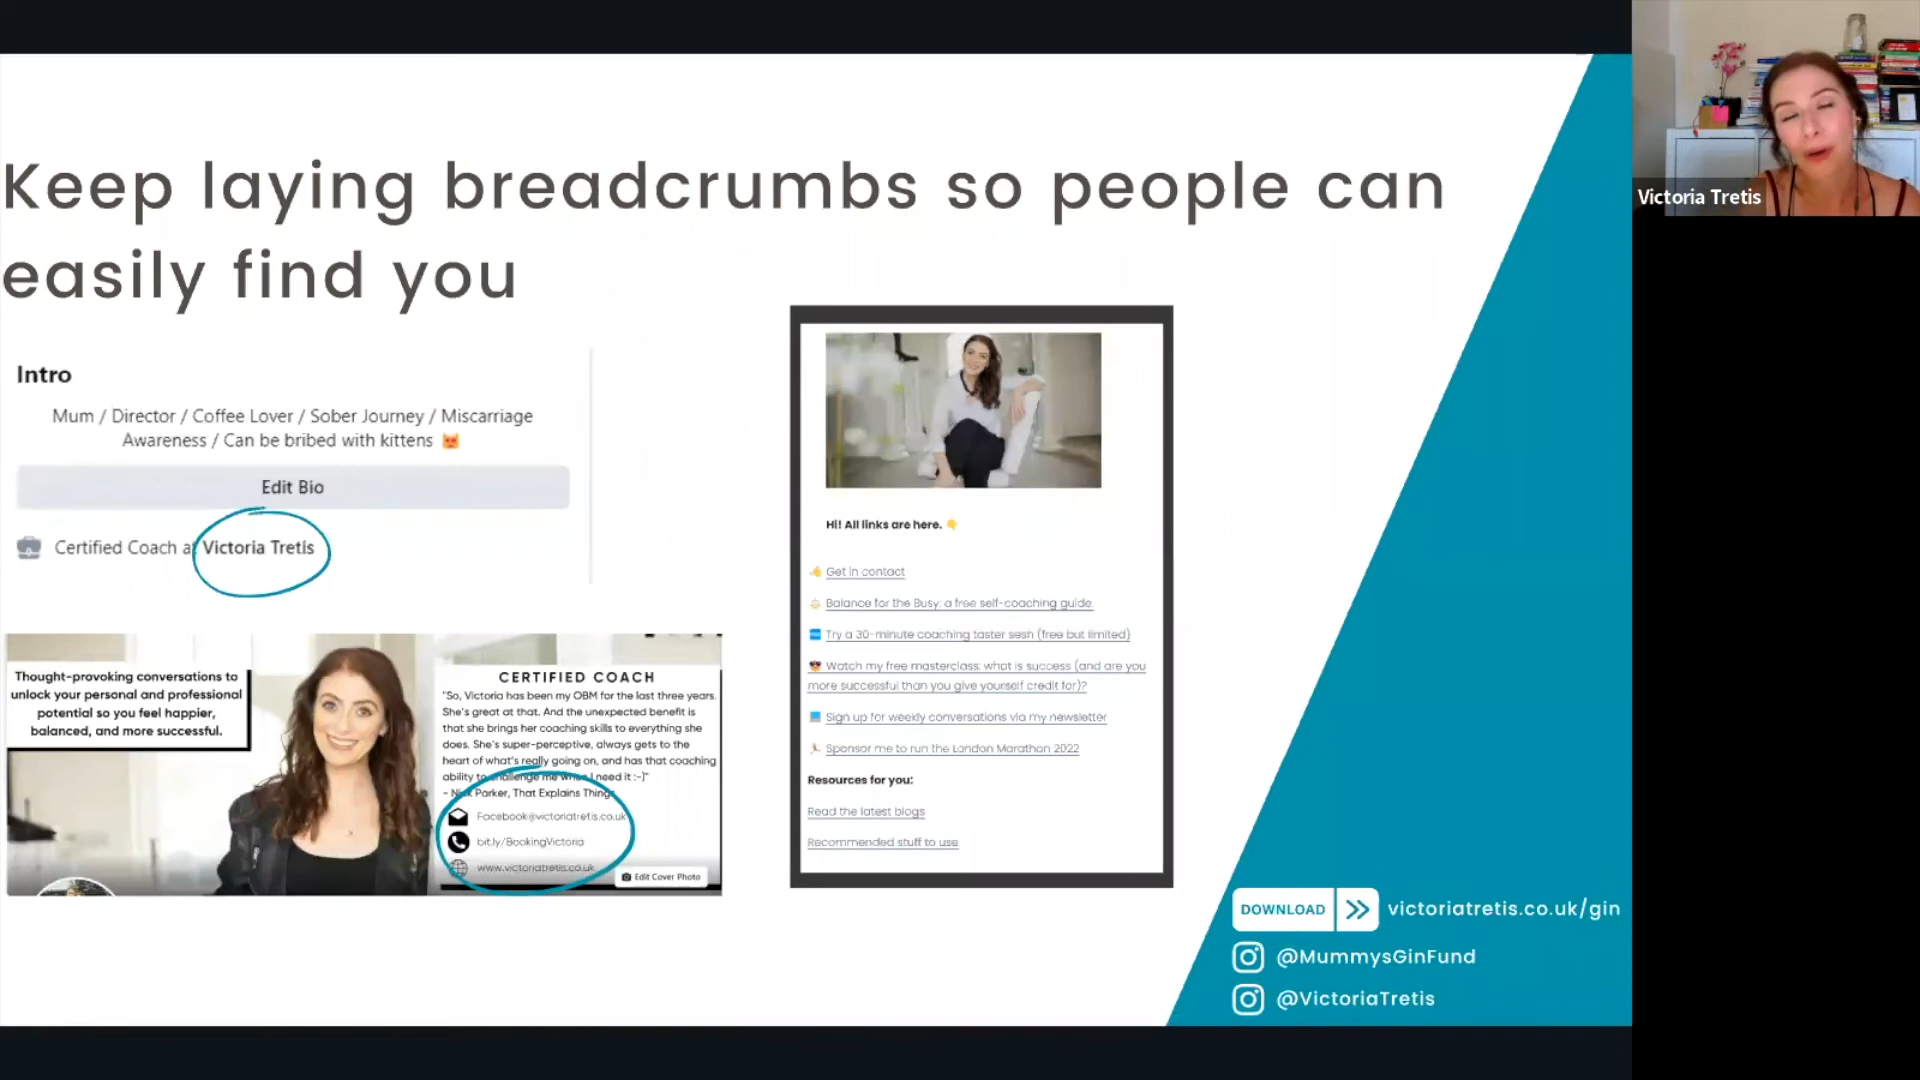 Keep laying breadcrumbs so people can
easily find you
Intro
Mum / Director / Coffee Lover / Sober Journey / Miscarriage
Awareness / Can be bribed with kittens
Edit Bio
Certified Coach at Victoria Tretis
Thought-provoking conversations to
unlock your personal and professional
potential so you feel happier,
balanced, and more successful.
CERTIFIED COACH
"So, Victoria has been my OBM for the last three years.
She's great at that. And the unexpected benefit is
that she brings her coaching skills to everything she
does. She's super-perceptive, always gets to the
heart of what's really going on, and has that coaching
ability to challenge me when I need it :-)"
- Nick Parker, That Explains Things
Facebook@victoriatretis.co.uk
bit.ly/BookingVictoria
www.victoriatretis.co.uk
Edit Cover Photo
Hi! All links are here. 👇
Get in contact
Balance for the Busy: a free self-coaching guide.
Try a 30-minute coaching taster sesh (free but limited)
Watch my free masterclass: what is success (and are you
more successful than you give yourself credit for)?
Sign up for weekly conversations via my newsletter
Sponsor me to run the London Marathon 2022
Resources for you:
Read the latest blogs
Recommended stuff to use
DOWNLOAD >> victoriatretis.co.uk/gin
@MummysGinFund
@VictoriaTretis
Victoria Tretis